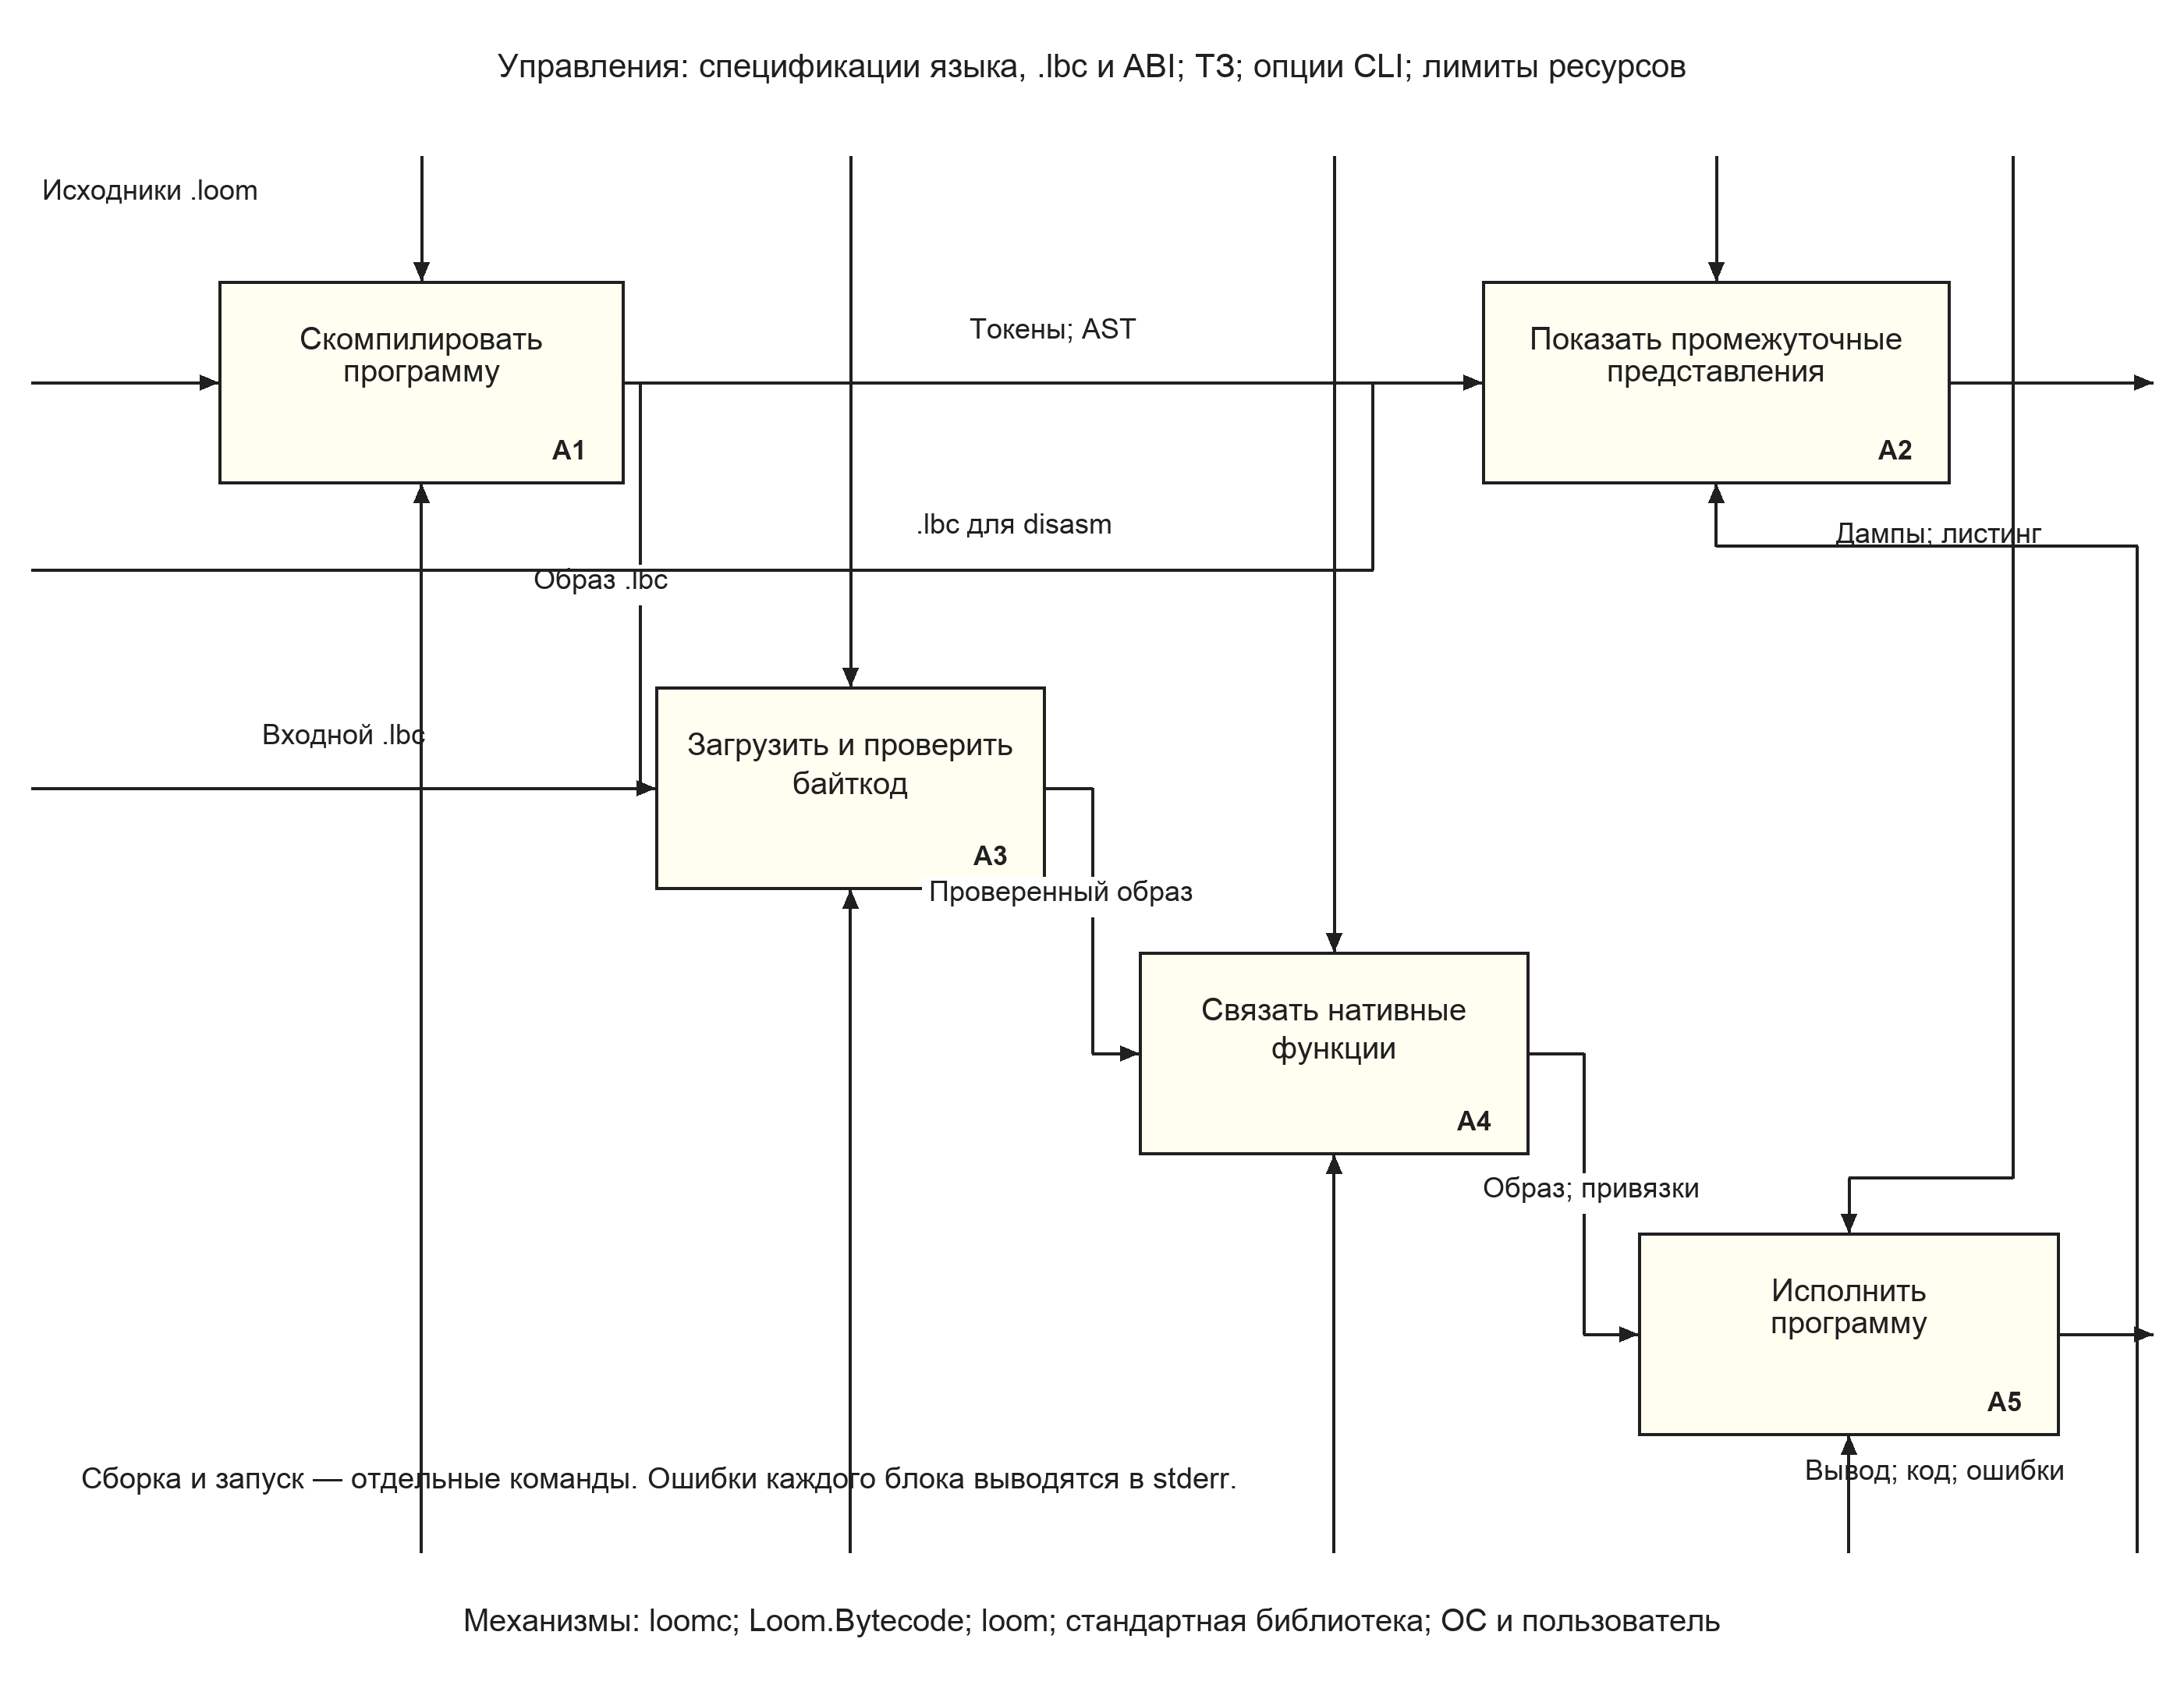 Управления: спецификации языка, .lbc и ABI; ТЗ; опции CLI; лимиты ресурсов
Исходники .loom
Скомпилировать
программу
A1
Токены; AST
Показать промежуточные
представления
A2
.lbc для disasm
Дампы; листинг
Образ .lbc
Входной .lbc
Загрузить и проверить
байткод
A3
Проверенный образ
Связать нативные
функции
A4
Образ; привязки
Исполнить
программу
A5
Вывод; код; ошибки
Сборка и запуск — отдельные команды. Ошибки каждого блока выводятся в stderr.
Механизмы: loomc; Loom.Bytecode; loom; стандартная библиотека; ОС и пользователь